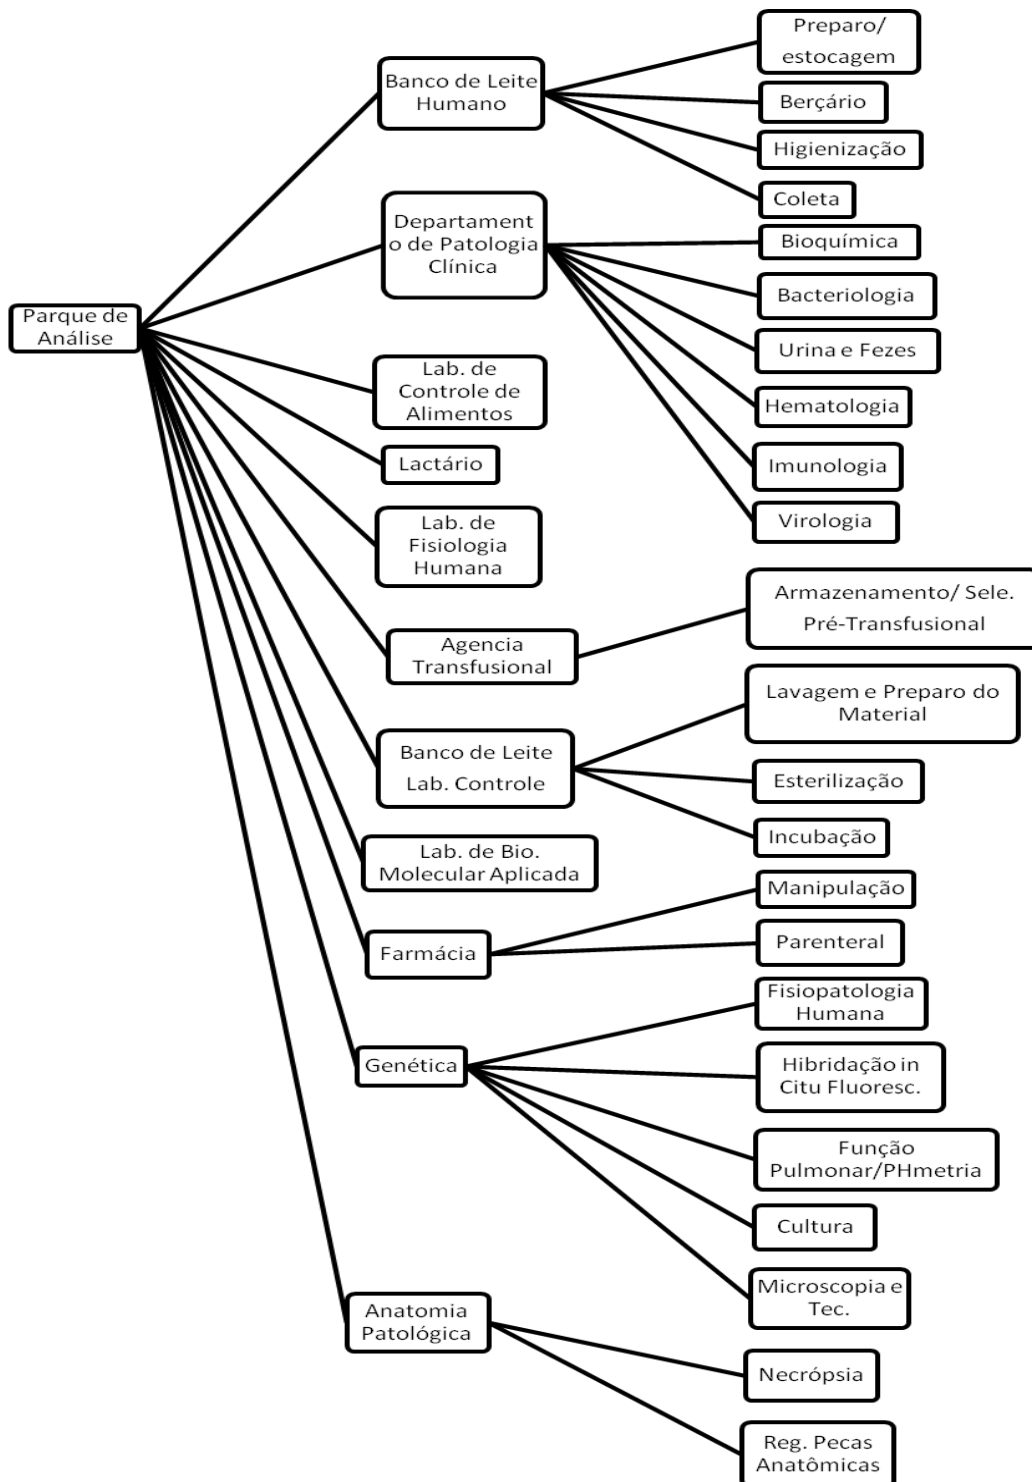 Parque de
Análise
Banco de Leite
Humano
Preparo/
estocagem
Berçário
Higienização
Coleta
Departament
o de Patologia
Clínica
Bioquímica
Bacteriologia
Urina e Fezes
Hematologia
Imunologia
Virologia
Lab. de
Controle de
Alimentos
Lactário
Lab. de
Fisiologia
Humana
Agencia
Transfusional
Armazenamento/ Sele.
Pré-Transfusional
Banco de Leite
Lab. Controle
Lavagem e Preparo do
Material
Esterilização
Incubação
Lab. de Bio.
Molecular Aplicada
Farmácia
Manipulação
Parenteral
Genética
Fisiopatologia
Humana
Hibridação in
Citu Fluoresc.
Função
Pulmonar/PHmetria
Cultura
Microscopia e
Tec.
Anatomia
Patológica
Necrópsia
Reg. Pecas
Anatômicas